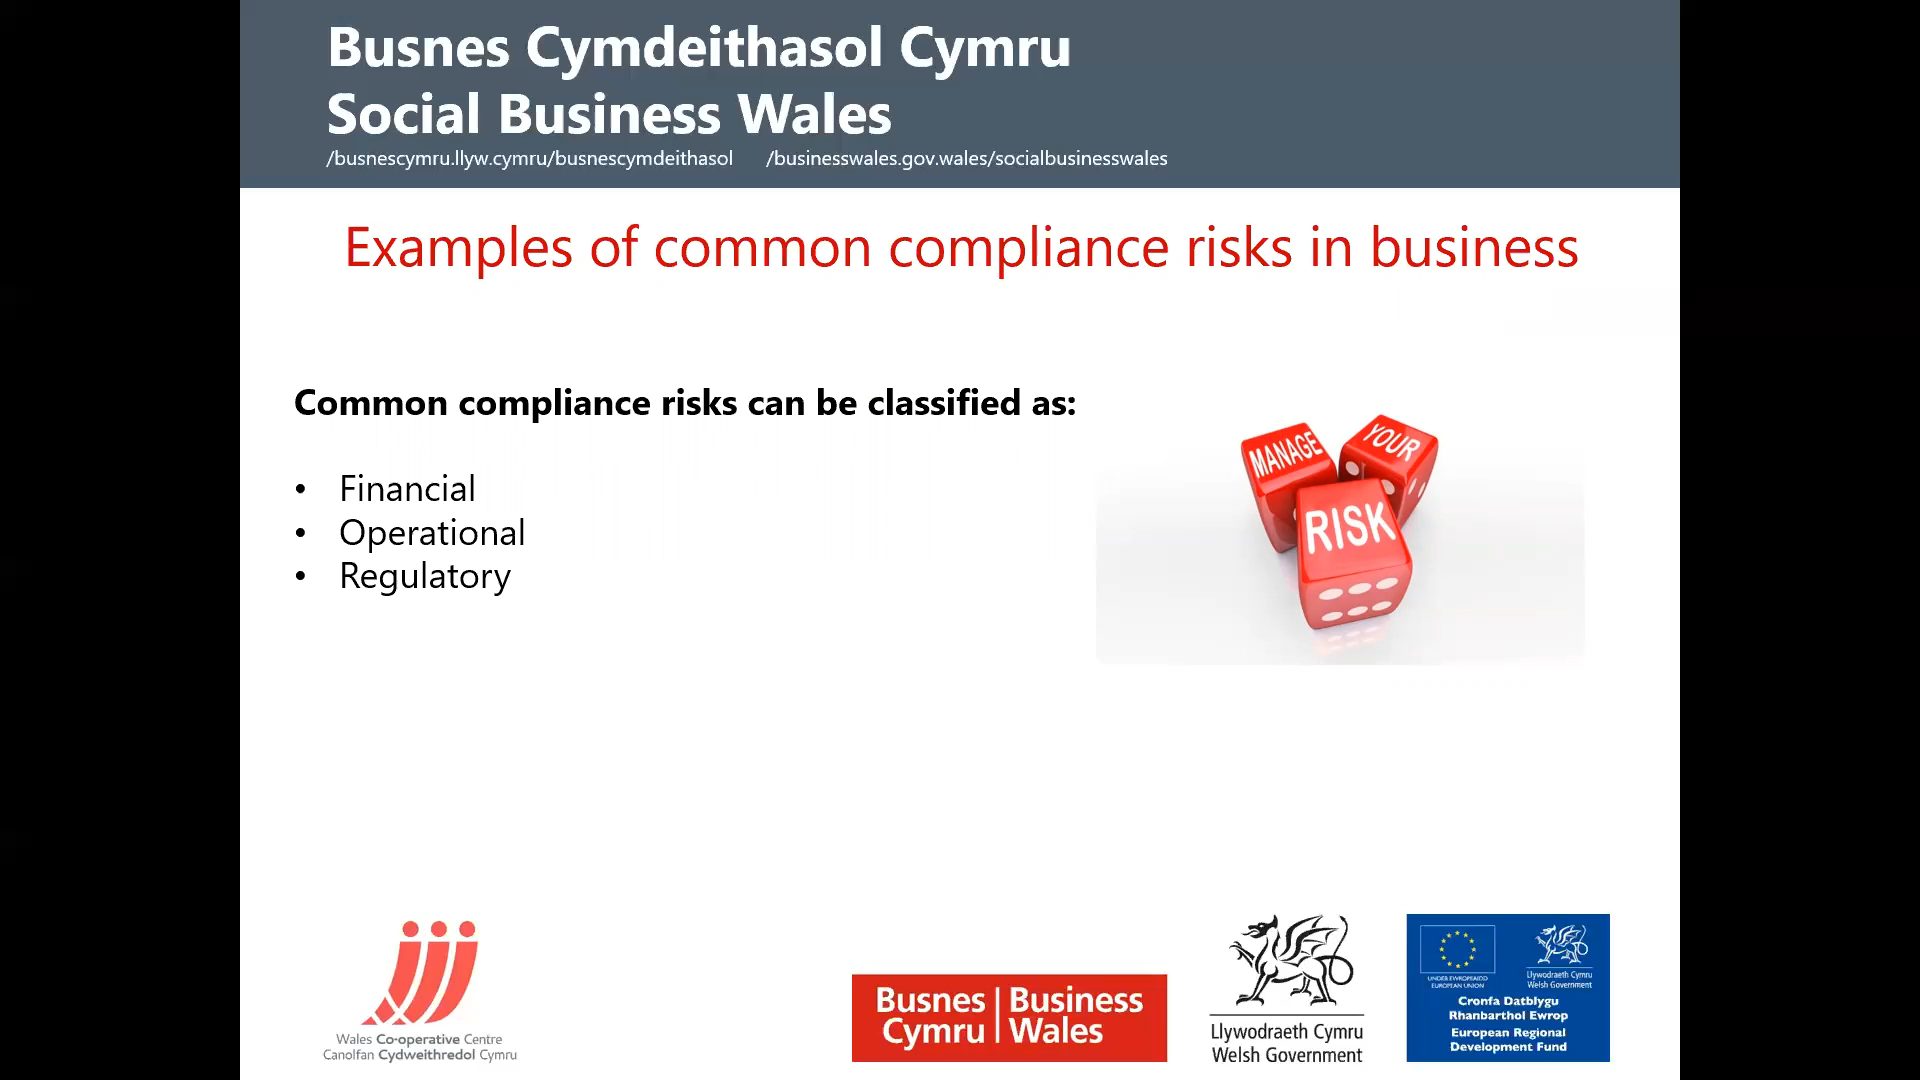 Busnes Cymdeithasol Cymru
Social Business Wales
/busnescymru.llyw.cymru/busnescymdeithasol /businesswales.gov.wales/socialbusinesswales
Examples of common compliance risks in business
Common compliance risks can be classified as:
• Financial
• Operational
• Regulatory
MANAGE
YOUR
RISK
Wales Co-operative Centre
Canolfan Cydweithredol Cymru
Busnes Cymru
Business Wales
Llywodraeth Cymru
Welsh Government
UNDEB EWROPEAIDD
EUROPEAN UNION
Llywodraeth Cymru
Welsh Government
Cronfa Datblygu
Rhanbarthol Ewrop
European Regional
Development Fund